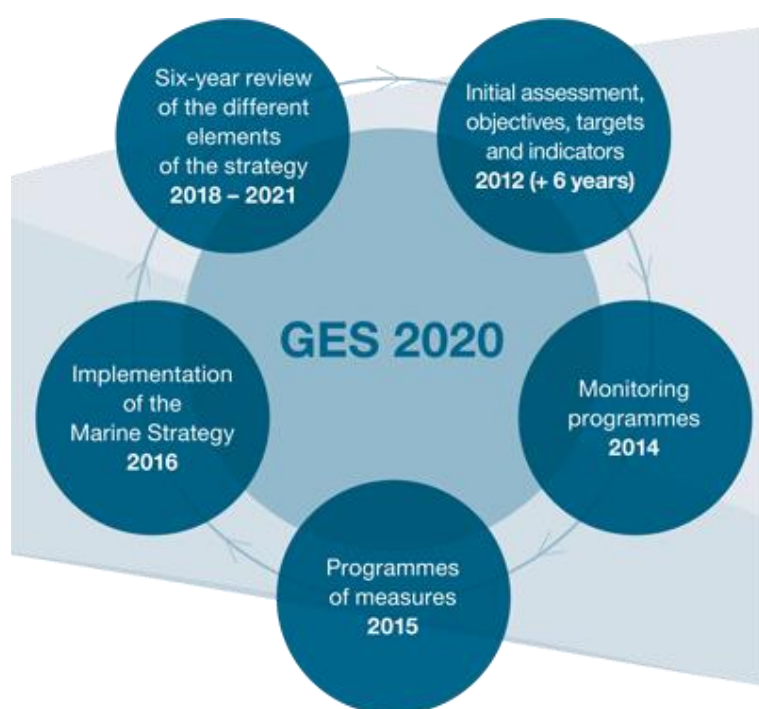 Six-year review
of the different
elements
of the strategy
2018 – 2021
Initial assessment,
objectives, targets
and indicators
2012 (+ 6 years)
GES 2020
Implementation
of the
Marine Strategy
2016
Monitoring
programmes
2014
Programmes
of measures
2015